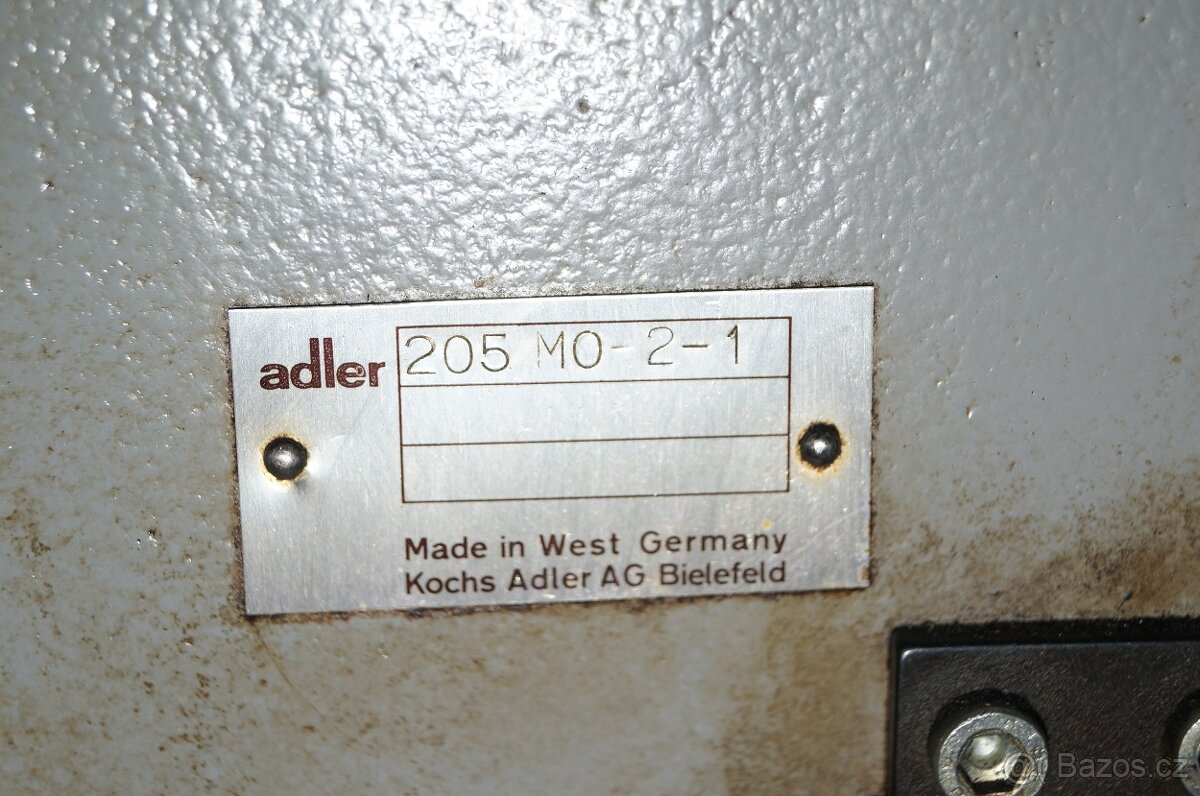 adler
205 MO-2-1
Made in West Germany
Kochs Adler AG Bielefeld
© Bazos.cz